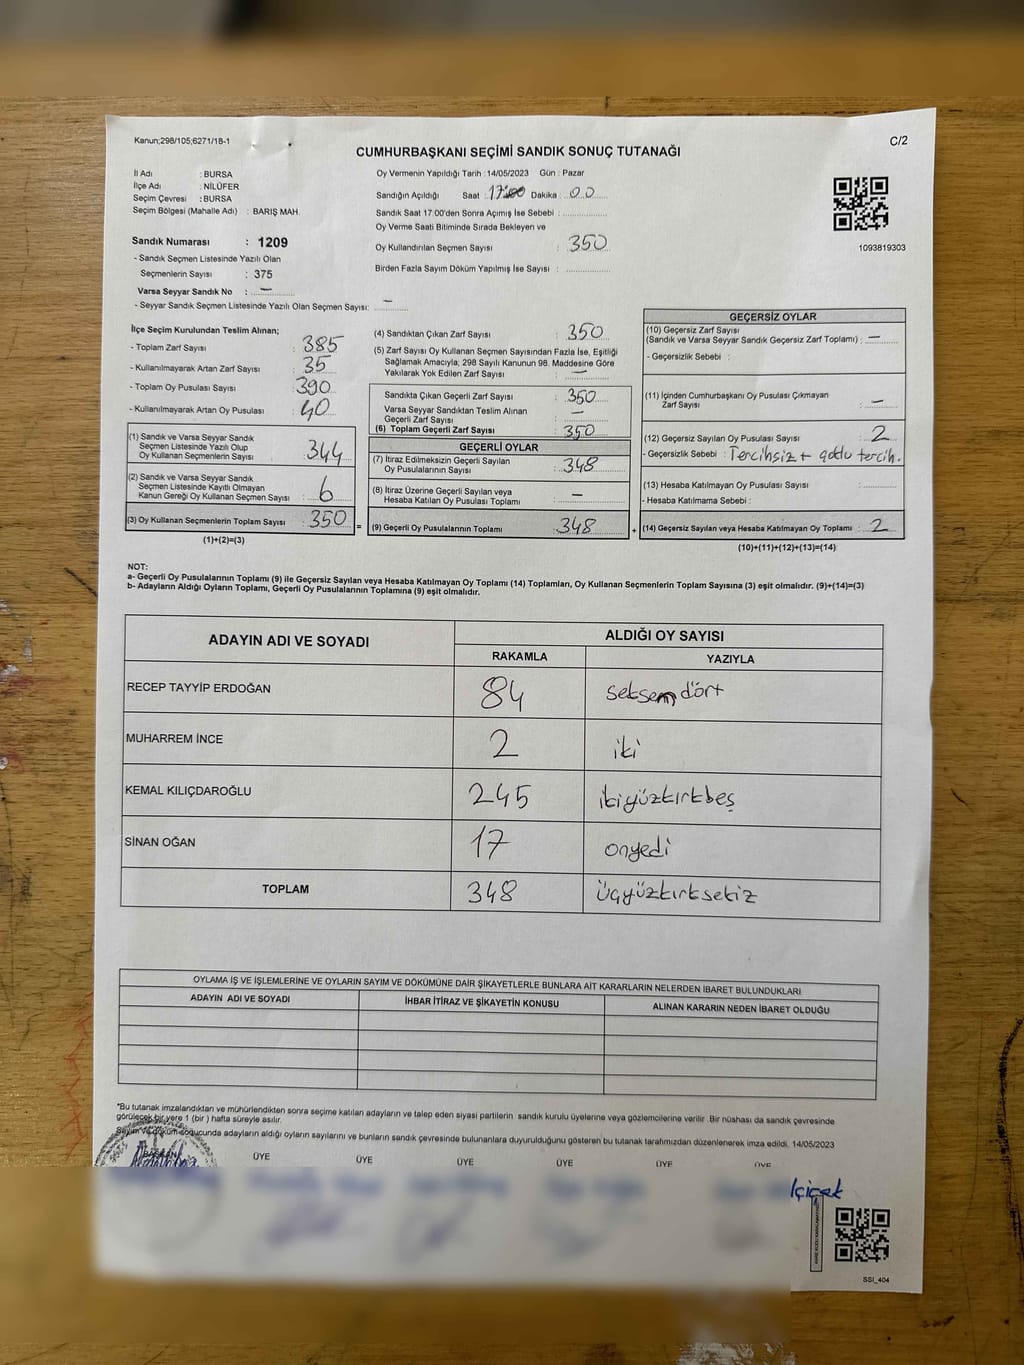 Kanun;298/105;6271/18-1
C/2
CUMHURBAŞKANI SEÇİMİ SANDIK SONUÇ TUTANAĞI
İl Adı : BURSA
İlçe Adı : NİLÜFER
Seçim Çevresi : BURSA
Seçim Bölgesi (Mahalle Adı) : BARIŞ MAH.
Sandık Numarası : 1209
- Sandık Seçmen Listesinde Yazılı Olan
Seçmenlerin Sayısı : 375
Varsa Seyyar Sandık No : —
- Seyyar Sandık Seçmen Listesinde Yazılı Olan Seçmen Sayısı: —
Oy Vermenin Yapıldığı Tarih : 14/05/2023 Gün : Pazar
Sandığın Açıldığı Saat 17:00 Dakika : 00
Sandık Saat 17:00'den Sonra Açımış İse Sebebi :
Oy Verme Saati Bitiminde Sırada Bekleyen ve
Oy Kullandırılan Seçmen Sayısı : 350
Birden Fazla Sayım Döküm Yapılmış İse Sayısı :
1093819303
İlçe Seçim Kurulundan Teslim Alınan;
- Toplam Zarf Sayısı : 385
- Kullanılmayarak Artan Zarf Sayısı : 35
- Toplam Oy Pusulası Sayısı : 390
- Kullanılmayarak Artan Oy Pusulası : 40
(1) Sandık ve Varsa Seyyar Sandık
Seçmen Listesinde Yazılı Olup
Oy Kullanan Seçmenlerin Sayısı : 344
(2) Sandık ve Varsa Seyyar Sandık
Seçmen Listesinde Kayıtlı Olmayan
Kanun Gereği Oy Kullanan Seçmen Sayısı : 6
(3) Oy Kullanan Seçmenlerin Toplam Sayısı : 350 =
(1)+(2)=(3)
(4) Sandıktan Çıkan Zarf Sayısı : 350
(5) Zarf Sayısı Oy Kullanan Seçmen Sayısından Fazla İse, Eşitliği
Sağlamak Amacıyla; 298 Sayılı Kanunun 98. Maddesine Göre
Yakılarak Yok Edilen Zarf Sayısı : —
Sandıkta Çıkan Geçerli Zarf Sayısı : 350
Varsa Seyyar Sandıktan Teslim Alınan
Geçerli Zarf Sayısı : —
(6) Toplam Geçerli Zarf Sayısı : 350
GEÇERLİ OYLAR
(7) İtiraz Edilmeksizin Geçerli Sayılan
Oy Pusulalarının Sayısı : 348
(8) İtiraz Üzerine Geçerli Sayılan veya
Hesaba Katılan Oy Pusulası Toplamı : —
(9) Geçerli Oy Pusulalarının Toplamı : 348 +
GEÇERSİZ OYLAR
(10) Geçersiz Zarf Sayısı
(Sandık ve Varsa Seyyar Sandık Geçersiz Zarf Toplamı) : —
- Geçersizlik Sebebi :
(11) İçinden Cumhurbaşkanı Oy Pusulası Çıkmayan
Zarf Sayısı : —
(12) Geçersiz Sayılan Oy Pusulası Sayısı : 2
- Geçersizlik Sebebi : Tercihsiz + çoklu tercih.
(13) Hesaba Katılmayan Oy Pusulası Sayısı :
- Hesaba Katılmama Sebebi :
(14) Geçersiz Sayılan veya Hesaba Katılmayan Oy Toplamı : 2
(10)+(11)+(12)+(13)=(14)
NOT:
a- Geçerli Oy Pusulalarının Toplamı (9) ile Geçersiz Sayılan veya Hesaba Katılmayan Oy Toplamı (14) Toplamları, Oy Kullanan Seçmenlerin Toplam Sayısına (3) eşit olmalıdır. (9)+(14)=(3)
b- Adayların Aldığı Oyların Toplamı, Geçerli Oy Pusulalarının Toplamına (9) eşit olmalıdır.
ADAYIN ADI VE SOYADI ALDIĞI OY SAYISI
RAKAMLA YAZIYLA
RECEP TAYYİP ERDOĞAN 84 seksendört
MUHARREM İNCE 2 iki
KEMAL KILIÇDAROĞLU 245 ikiyüzkırkbeş
SİNAN OĞAN 17 onyedi
TOPLAM 348 üçyüzkırksekiz
OYLAMA İŞ VE İŞLEMLERİNE VE OYLARIN SAYIM VE DÖKÜMÜNE DAİR ŞİKAYETLERLE BUNLARA AİT KARARLARIN NELERDEN İBARET BULUNDUKLARI
ADAYIN ADI VE SOYADI İHBAR İTİRAZ VE ŞİKAYETİN KONUSU ALINAN KARARIN NEDEN İBARET OLDUĞU
*Bu tutanak imzalandıktan ve mühürlendikten sonra seçime katılan adayların ve talep eden siyasi partilerin sandık kurulu üyelerine veya gözlemcilerine verilir. Bir nüshası da sandık çevresinde
görülecek bir yere 1 (bir) hafta süreyle asılır.
Sayım ve döküm sonucunda adayların aldığı oyların sayılarını ve bunların sandık çevresinde bulunanlara duyurulduğunu gösteren bu tutanak tarafımızdan düzenlenerek imza edildi. 14/05/2023
BAŞKAN ÜYE ÜYE ÜYE ÜYE ÜYE ÜYE
SSI_404